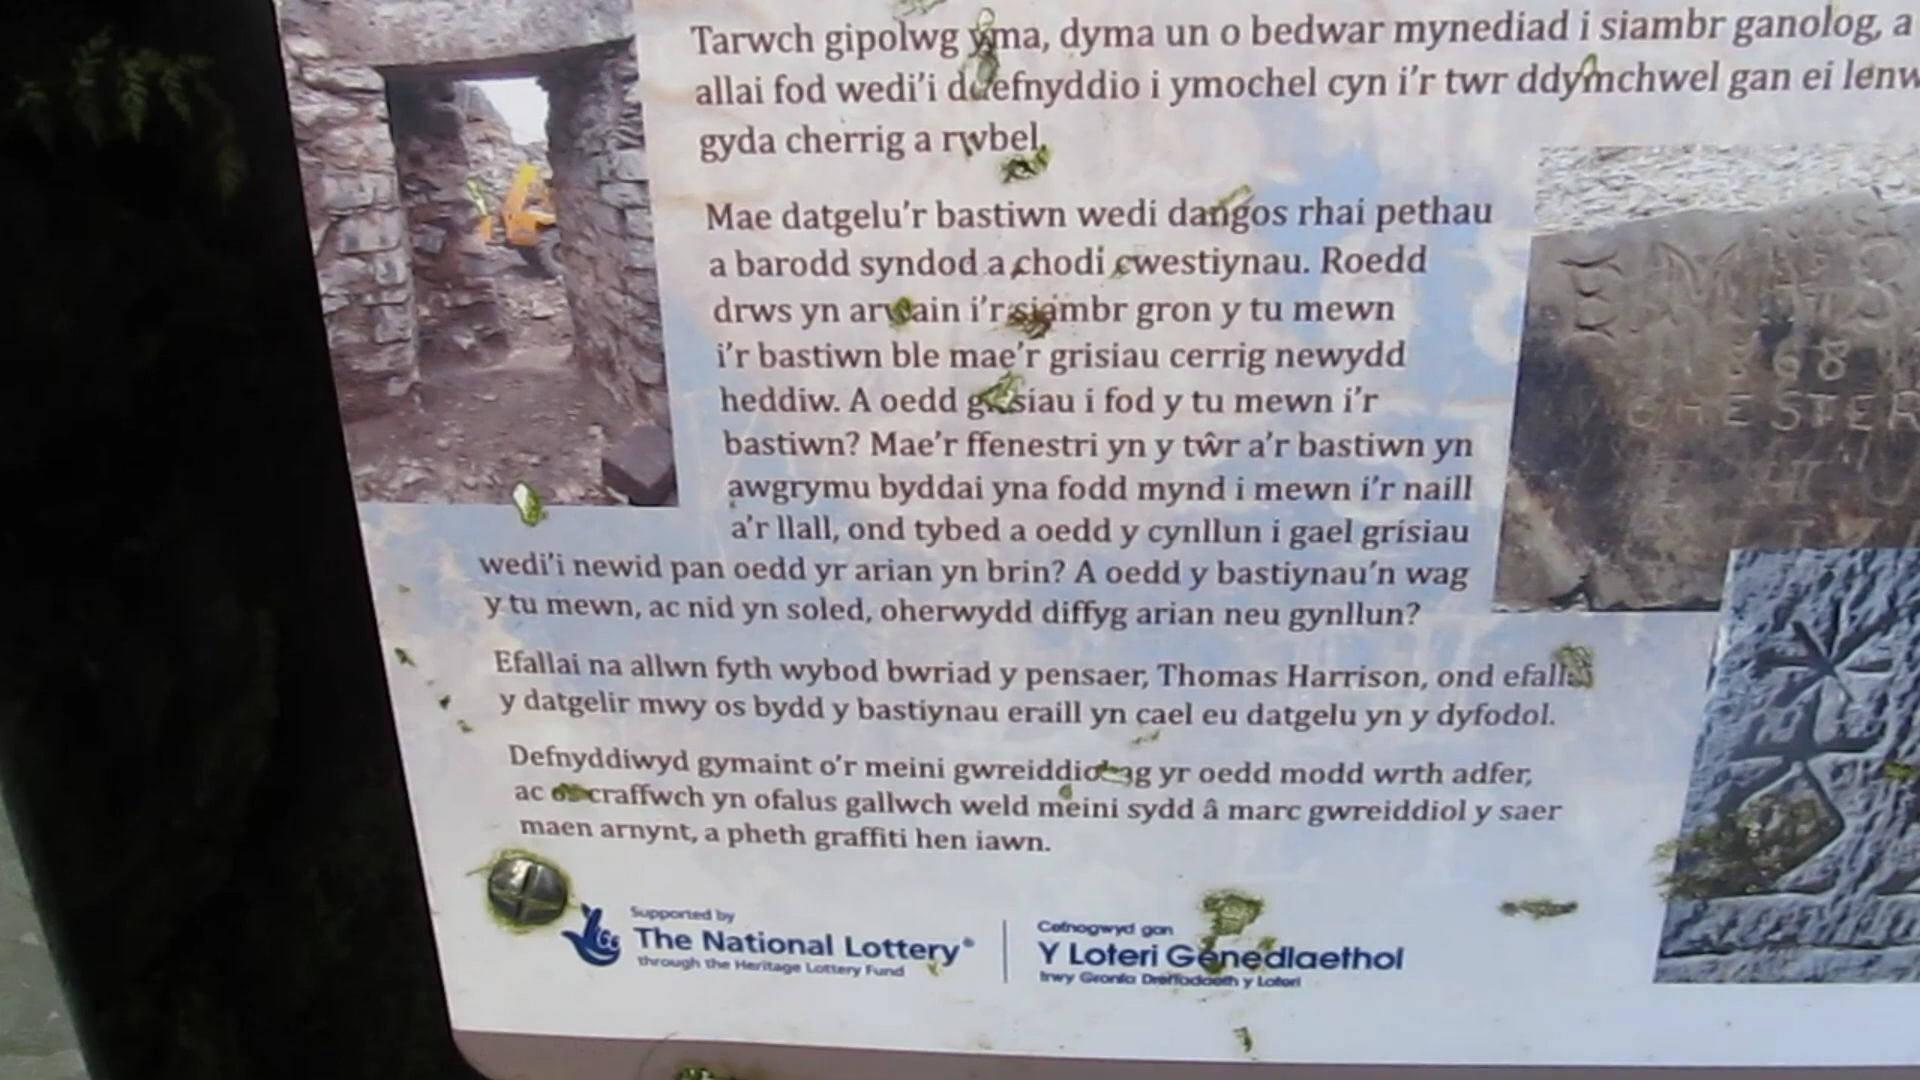 Tarwch gipolwg yma, dyma un o bedwar mynediad i siambr ganolog, a
allai fod wedi'i ddefnyddio i ymochel cyn i'r twr ddymchwel gan ei lenw
gyda cherrig a rwbel.
Mae datgelu'r bastiwn wedi dangos rhai pethau
a barodd syndod a chodi cwestiynau. Roedd
drws yn arwain i'r siambr gron y tu mewn
i'r bastiwn ble mae'r grisiau cerrig newydd
heddiw. A oedd grisiau i fod y tu mewn i'r
bastiwn? Mae'r ffenestri yn y tŵr a'r bastiwn yn
awgrymu byddai yna fodd mynd i mewn i'r naill
a'r llall, ond tybed a oedd y cynllun i gael grisiau
wedi'i newid pan oedd yr arian yn brin? A oedd y bastiynau'n wag
y tu mewn, ac nid yn soled, oherwydd diffyg arian neu gynllun?
Efallai na allwn fyth wybod bwriad y pensaer, Thomas Harrison, ond efallai
y datgelir mwy os bydd y bastiynau eraill yn cael eu datgelu yn y dyfodol.
Defnyddiwyd gymaint o'r meini gwreiddiol ag yr oedd modd wrth adfer,
ac os craffwch yn ofalus gallwch weld meini sydd â marc gwreiddiol y saer
maen arnynt, a pheth graffiti hen iawn.
Supported by
The National Lottery®
through the Heritage Lottery Fund
Cefnogwyd gan
Y Loteri Genedlaethol
trwy Gronfa Dreftadaeth y Loteri
868
CHESTER